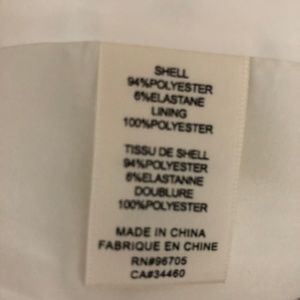 SHELL
94%POLYESTER
6%ELASTANE
LINING
100%POLYESTER
TISSU DE SHELL
94%POLYESTER
6%ELASTANNE
DOUBLURE
100%POLYESTER
MADE IN CHINA
FABRIQUE EN CHINE
RN#96705
CA#34460